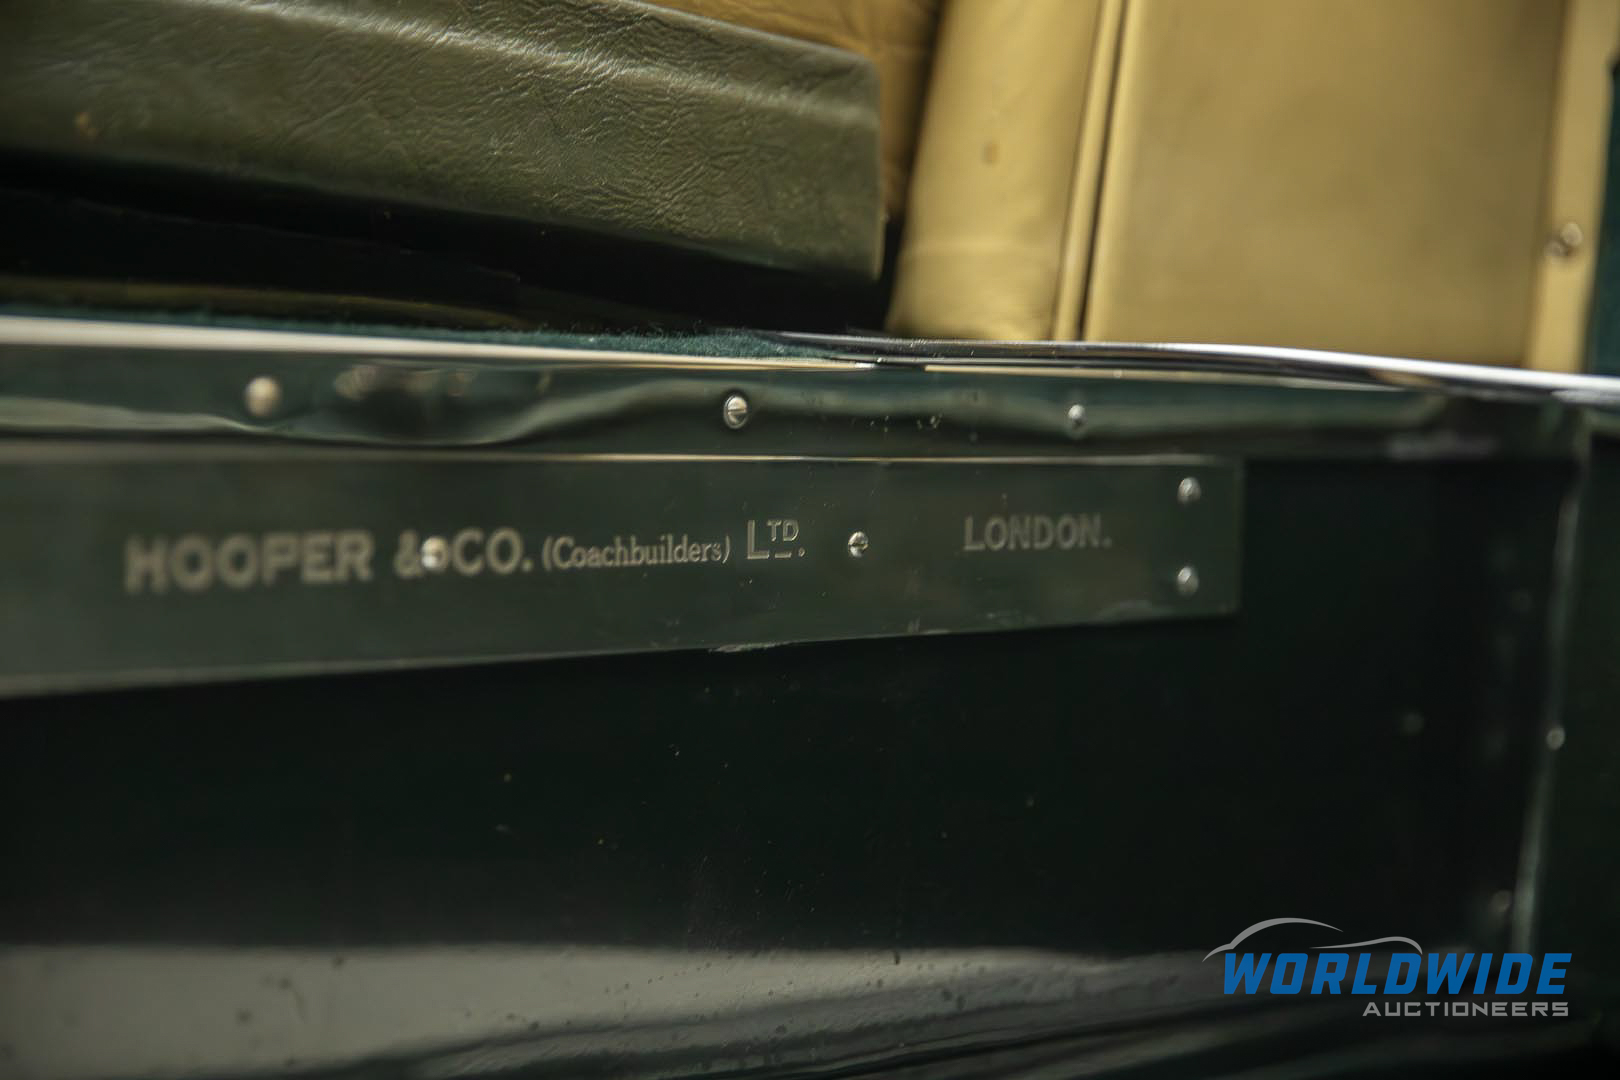 HOOPER & CO. (Coachbuilders) LTD. LONDON.
WORLDWIDE
AUCTIONEERS